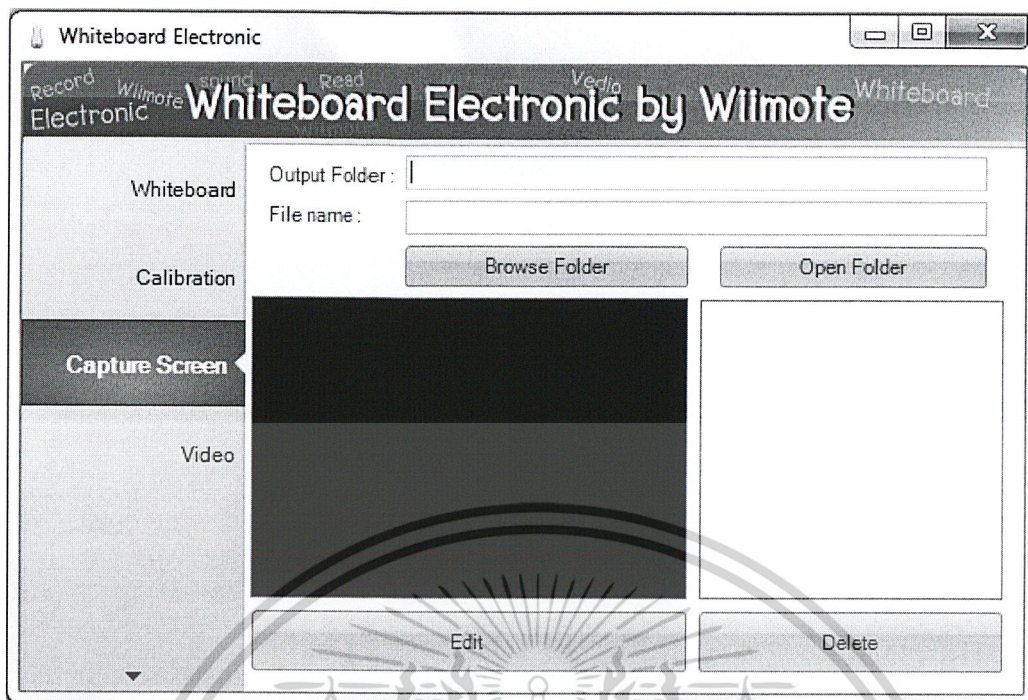 Whiteboard Electronic
Record Wiimote sound Read Vedio Whiteboard
Electronic Whiteboard Electronic by Wiimote
Whiteboard
Calibration
Capture Screen
Video
Output Folder :
File name :
Browse Folder
Open Folder
Edit
Delete